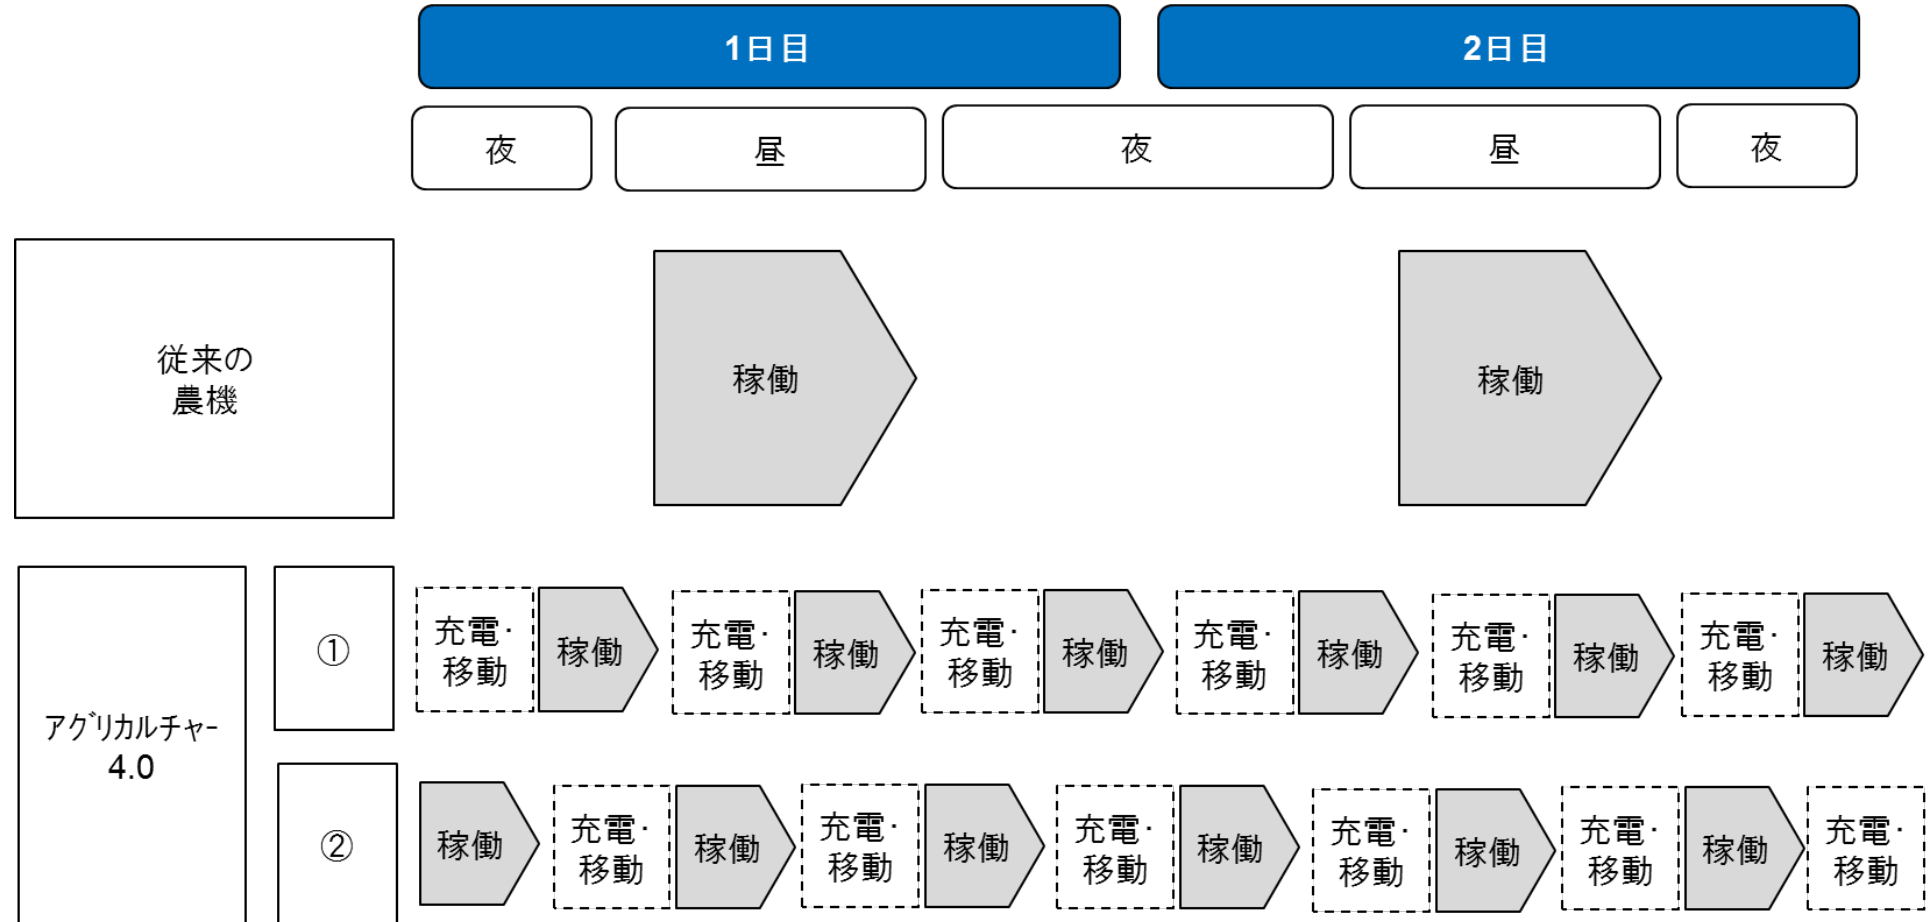 1日目
2日目
夜
昼
夜
昼
夜
従来の
農機
稼働
稼働
アグリカルチャー
4.0
①
充電・
移動
稼働
充電・
移動
稼働
充電・
移動
稼働
充電・
移動
稼働
充電・
移動
稼働
充電・
移動
稼働
②
稼働
充電・
移動
稼働
充電・
移動
稼働
充電・
移動
稼働
充電・
移動
稼働
充電・
移動
稼働
充電・
移動